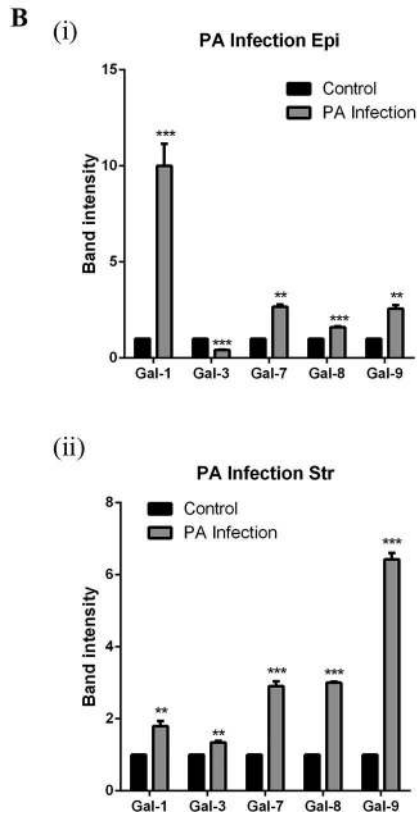 B
(i)
PA Infection Epi
Control
PA Infection
Band intensity
15
10
5
0
***
***
**
***
**
Gal-1 Gal-3 Gal-7 Gal-8 Gal-9
(ii)
PA Infection Str
Control
PA Infection
Band intensity
8
6
4
2
0
**
**
***
***
***
Gal-1 Gal-3 Gal-7 Gal-8 Gal-9